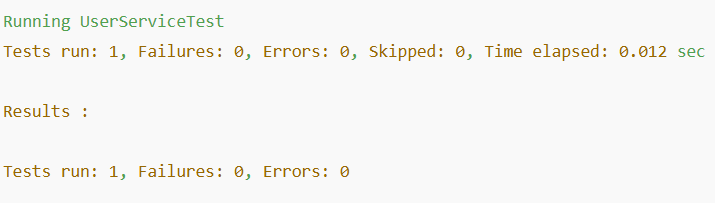 Running UserServiceTest
Tests run: 1, Failures: 0, Errors: 0, Skipped: 0, Time elapsed: 0.012 sec
Results :
Tests run: 1, Failures: 0, Errors: 0